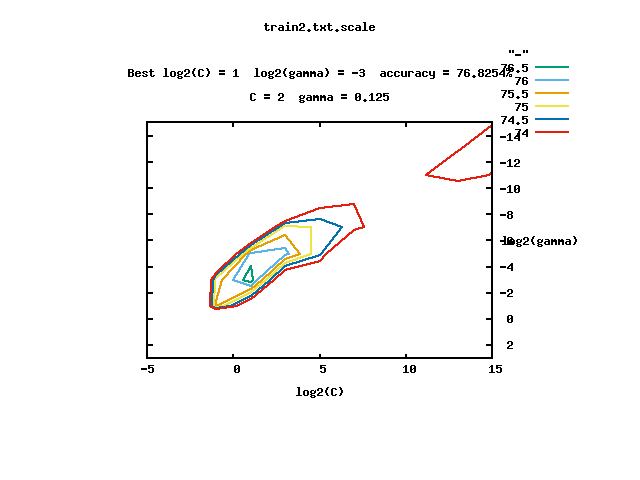 train2.txt.scale
"-"
76.5
Best log2(C) = 1 log2(gamma) = -3 accuracy = 76.8254%
76
75.5
C = 2 gamma = 0.125
75
74.5
74
-14
-12
-10
-8
-6
log2(gamma)
-4
-2
0
2
-5 0 5 10 15
log2(C)